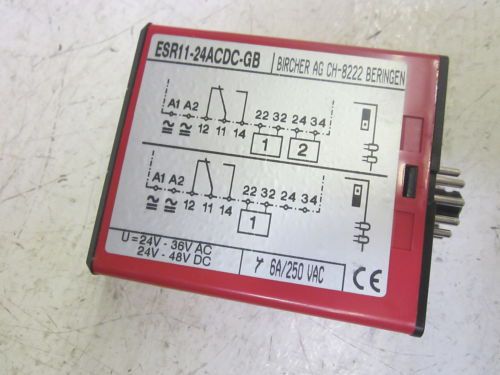 ESR11-24ACDC-GB
BIRCHER AG CH-8222 BERINGEN
A1 A2 22 32 24 34
12 11 14
1 2
A1 A2 22 32 24 34
12 11 14
1
U = 24V - 36V AC
24V - 48V DC
6A/250 VAC
CE